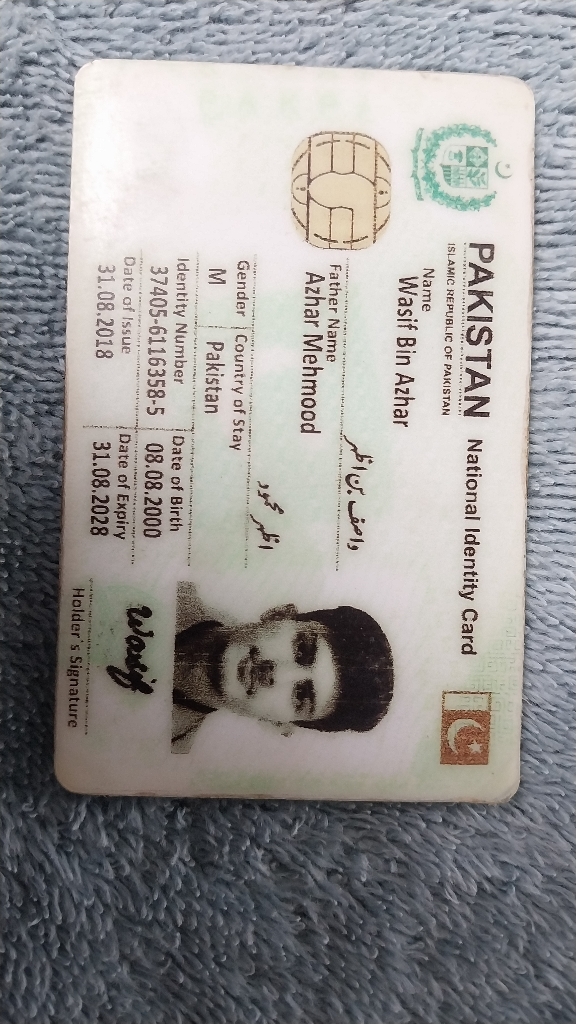 PAKISTAN National Identity Card
ISLAMIC REPUBLIC OF PAKISTAN
Name
Wasif Bin Azhar
واصف بن اظہر
Father Name
Azhar Mehmood
اظہر محمود
Gender Country of Stay
M Pakistan
Identity Number Date of Birth
37405-6116358-5 08.08.2000
Date of Issue Date of Expiry
31.08.2018 31.08.2028
Wasif
Holder's Signature